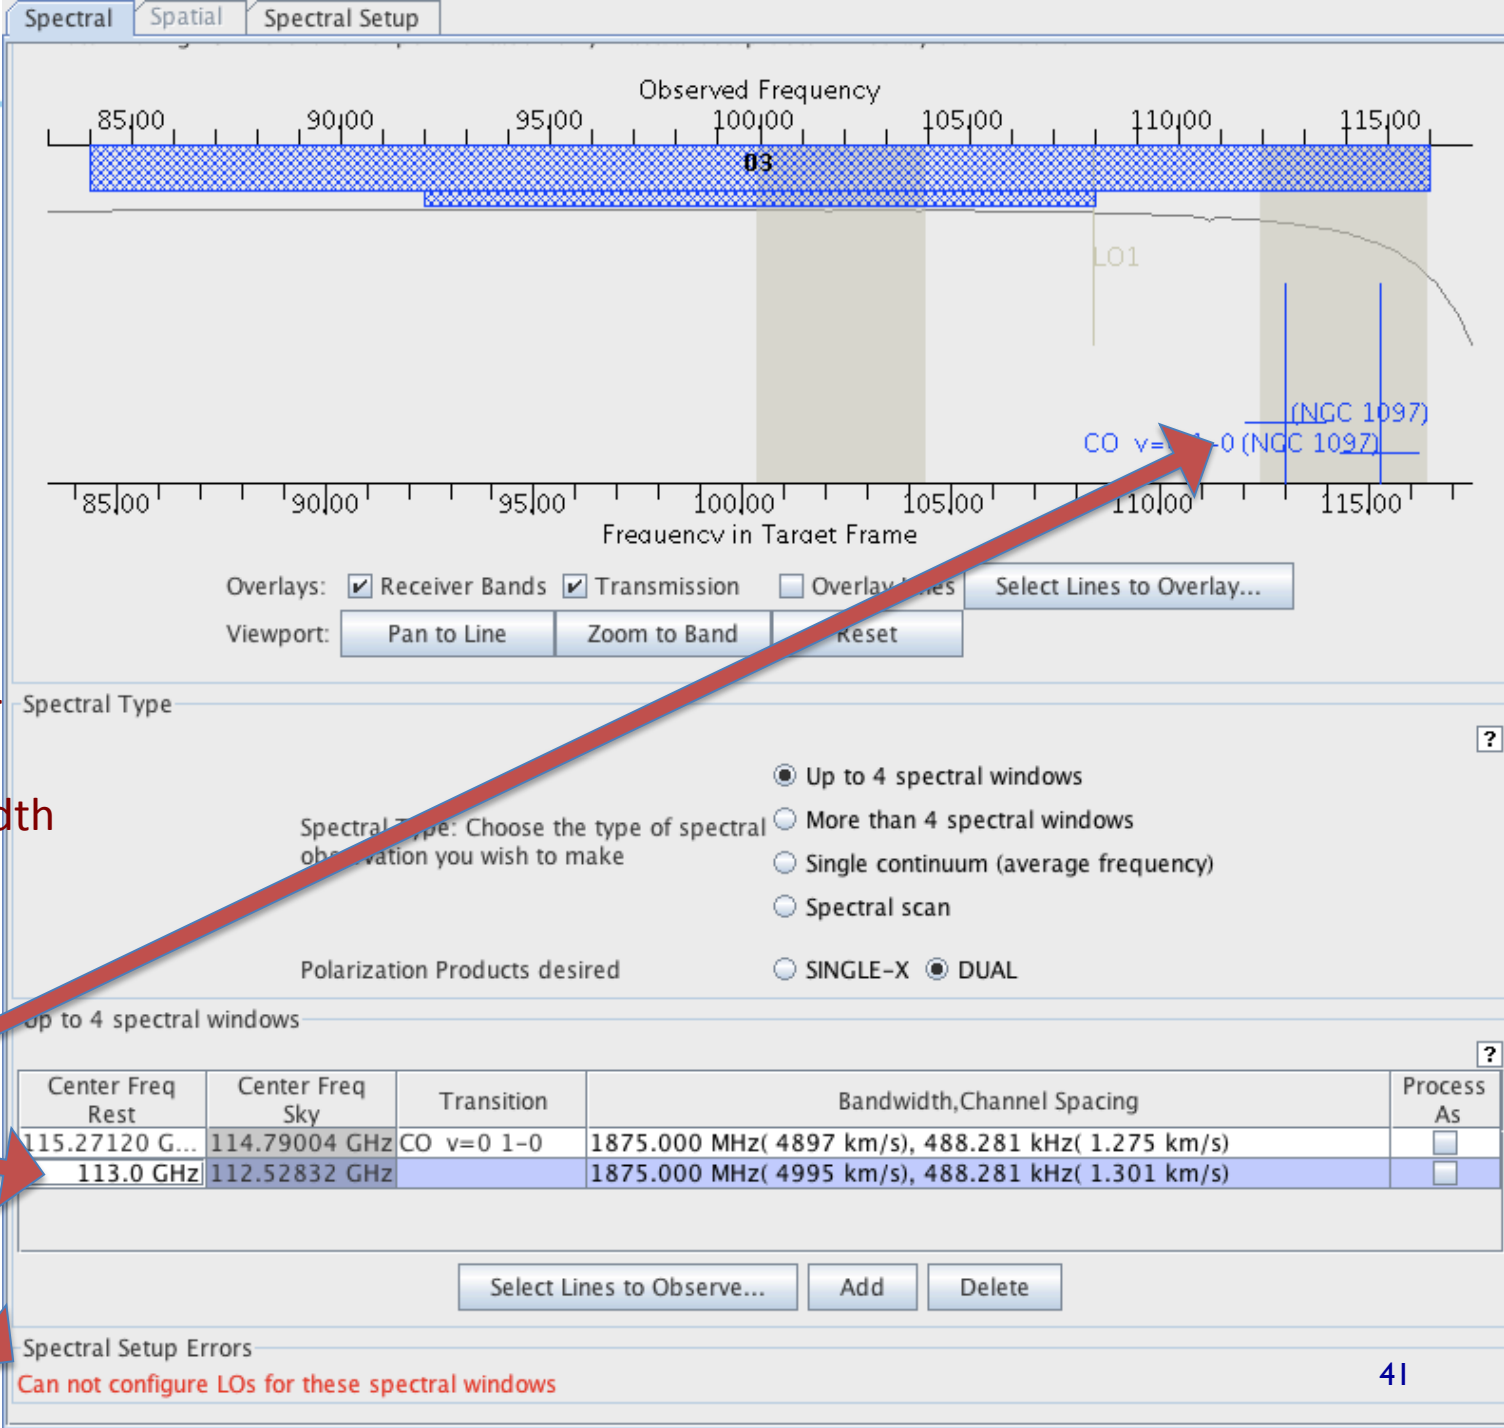 Spectral Spatial Spectral Setup
Observed Frequency
85.00 90.00 95.00 100.00 105.00 110.00 115.00
03
LO1
(NGC 1097)
CO v= 1-0 (NGC 1097)
85.00 90.00 95.00 100.00 105.00 110.00 115.00
Frequency in Target Frame
Overlays: Receiver Bands Transmission Overlay Select Lines to Overlay...
Viewport: Pan to Line Zoom to Band Reset
Spectral Type
?
Up to 4 spectral windows
dth
More than 4 spectral windows
Spectral Type: Choose the type of spectral
observation you wish to make
Single continuum (average frequency)
Spectral scan
Polarization Products desired SINGLE-X DUAL
Up to 4 spectral windows
?
Center Freq Rest Center Freq Sky Transition Bandwidth,Channel Spacing Process As
115.27120 G... 114.79004 GHz CO v=0 1-0 1875.000 MHz( 4897 km/s), 488.281 kHz( 1.275 km/s)
113.0 GHz 112.52832 GHz 1875.000 MHz( 4995 km/s), 488.281 kHz( 1.301 km/s)
Select Lines to Observe... Add Delete
Spectral Setup Errors
Can not configure LOs for these spectral windows
41